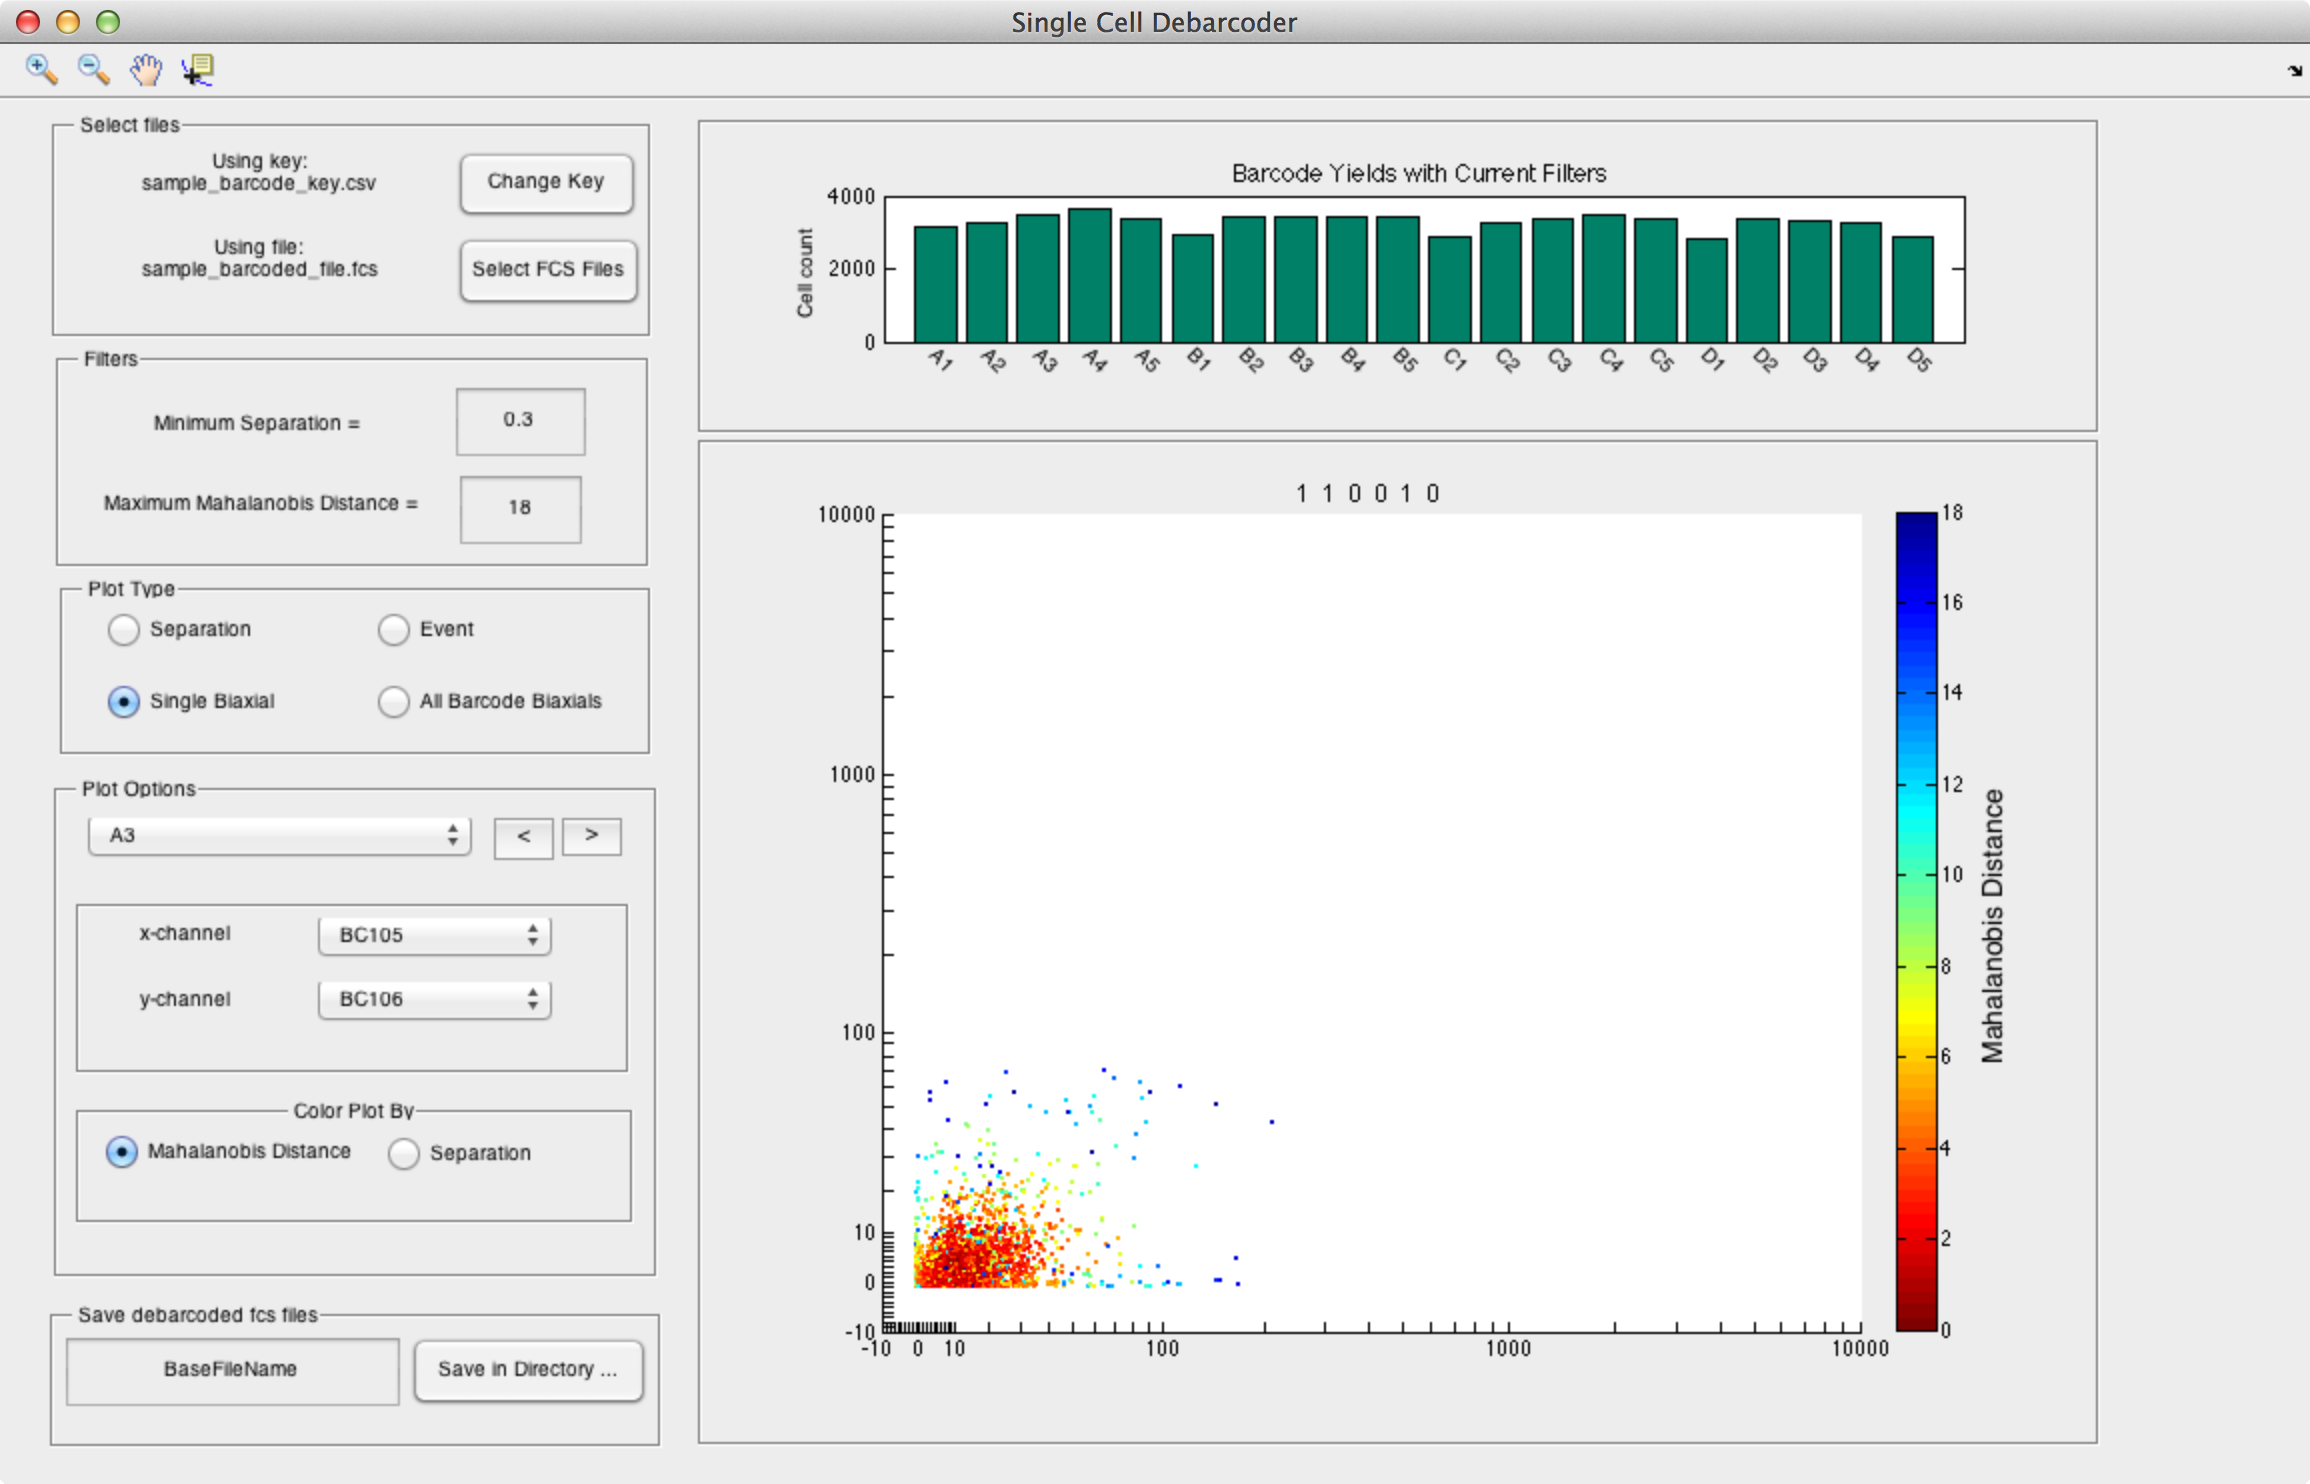 Single Cell Debarcoder
Select files
Using key:
sample_barcode_key.csv
Change Key
Using file:
sample_barcoded_file.fcs
Select FCS Files
Filters
Minimum Separation =
0.3
Maximum Mahalanobis Distance =
18
Plot Type
Separation
Event
Single Biaxial
All Barcode Biaxials
Plot Options
A3
<
>
x-channel
BC105
y-channel
BC106
Color Plot By
Mahalanobis Distance
Separation
Save debarcoded fcs files
BaseFileName
Save in Directory ...
Barcode Yields with Current Filters
Cell count
4000
2000
0
A1 A2 A3 A4 A5 B1 B2 B3 B4 B5 C1 C2 C3 C4 C5 D1 D2 D3 D4 D5
1 1 0 0 1 0
10000
1000
100
10
0
-10
-10 0 10 100 1000 10000
18
16
14
12
10
8
6
4
2
0
Mahalanobis Distance